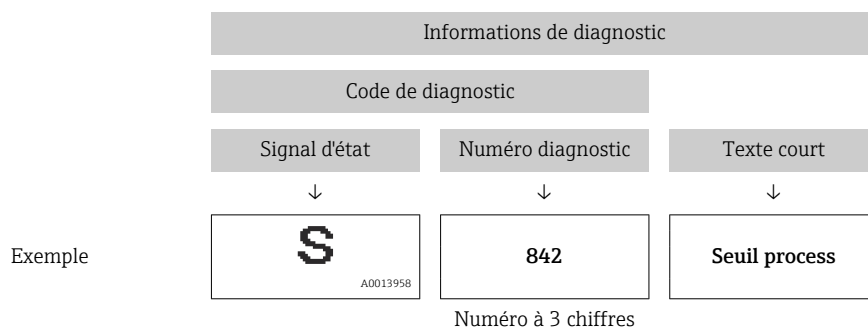 Informations de diagnostic
Code de diagnostic
Signal d'état Numéro diagnostic Texte court
↓ ↓ ↓
Exemple S 842 Seuil process
A0013958
Numéro à 3 chiffres